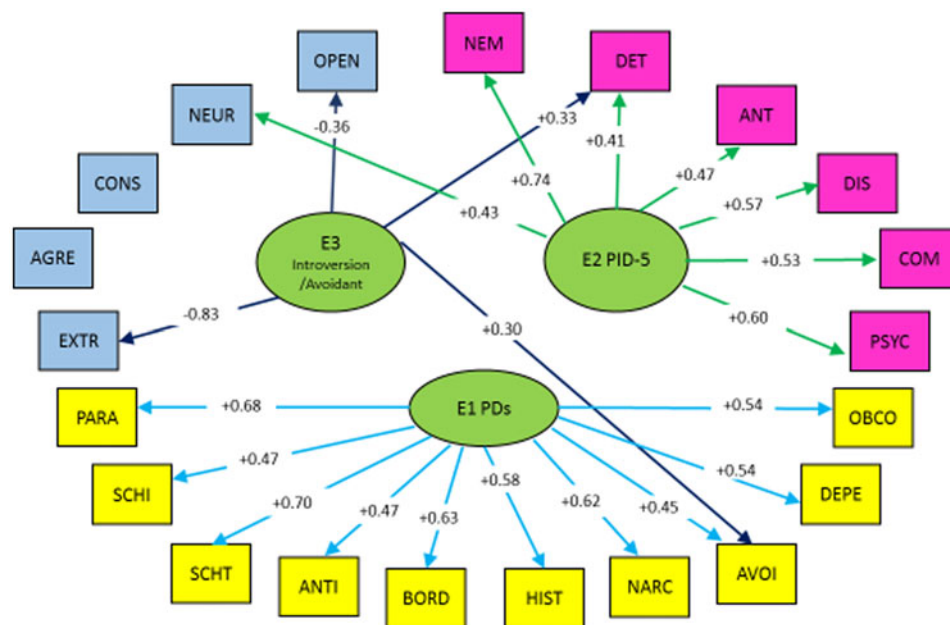 OPEN
NEM
DET
NEUR
-0.36
+0.33
+0.41
ANT
CONS
+0.74
+0.47
DIS
+0.43
+0.57
AGRE
E3
Introversion
/Avoidant
E2 PID-5
+0.53
COM
EXTR
-0.83
+0.30
+0.60
PSYC
PARA
+0.68
E1 PDs
+0.54
OBCO
SCHI
+0.47
+0.58
+0.54
DEPE
+0.70
+0.47
+0.63
+0.62
+0.45
SCHT
ANTI
BORD
HIST
NARC
AVOI